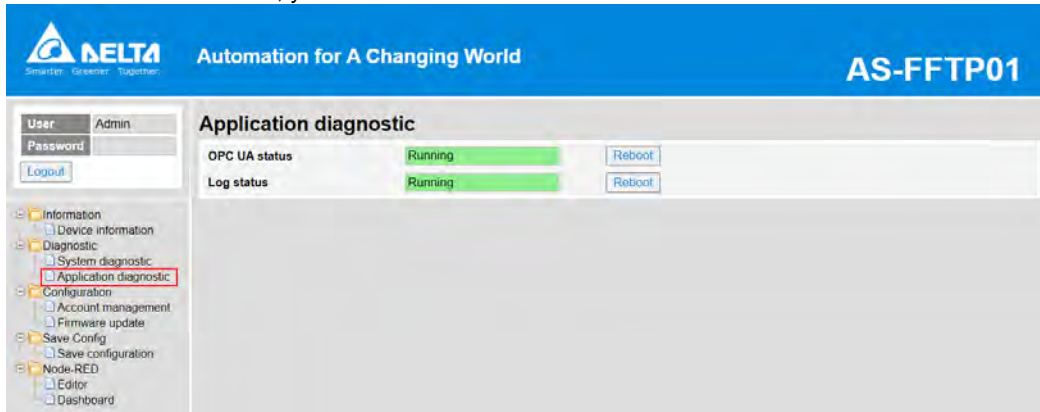 DELTA
Smarter. Greener. Together.
Automation for A Changing World
AS-FFTP01
User Admin
Password
Logout
Application diagnostic
OPC UA status Running Reboot
Log status Running Reboot
Information
Device information
Diagnostic
System diagnostic
Application diagnostic
Configuration
Account management
Firmware update
Save Config
Save configuration
Node-RED
Editor
Dashboard